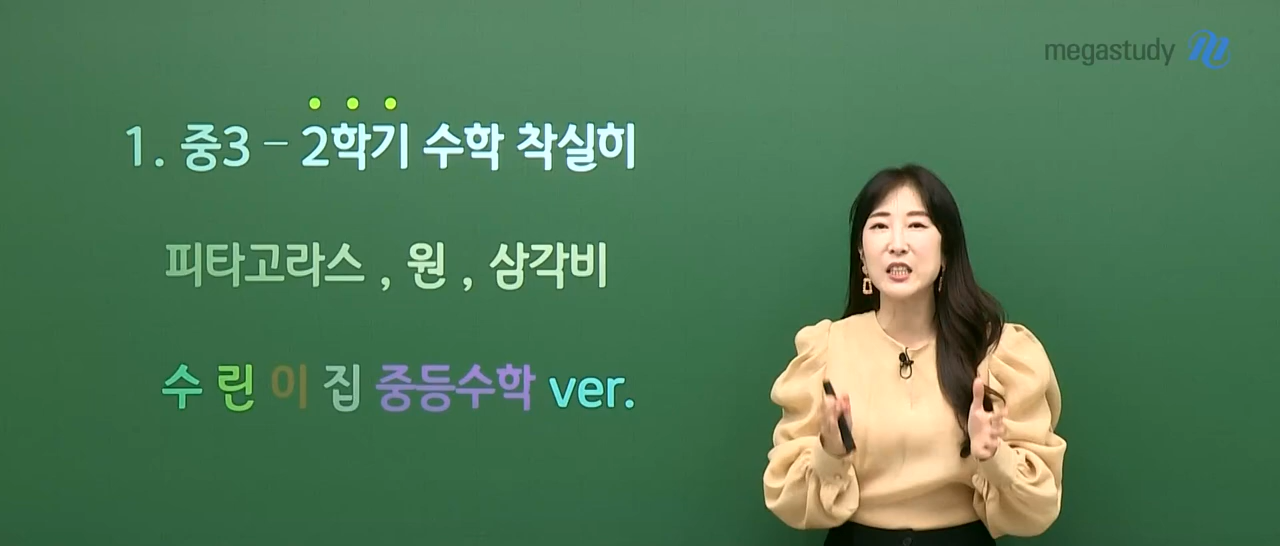 megastudy
1. 중3 – 2학기 수학 착실히
피타고라스 , 원 , 삼각비
수 린 이 집 중등수학 ver.